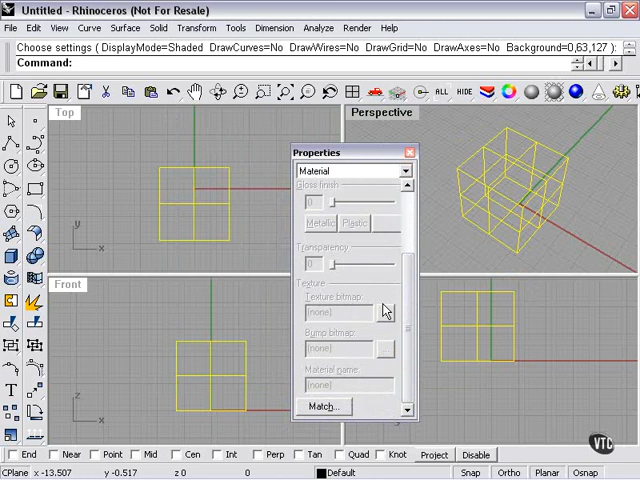 Untitled - Rhinoceros (Not For Resale)
File Edit View Curve Surface Solid Transform Tools Dimension Analyze Render Help
Choose settings ( DisplayMode=Shaded DrawCurves=No DrawWires=No DrawGrid=No DrawAxes=No Background=0,63,127 )
Command:
ALL HIDE
Top
Perspective
Properties
Material
Gloss finish
0
Metallic Plastic
Transparency
0
Texture
Texture bitmap:
(none)
Bump bitmap:
(none) ...
Material name:
(none)
Match...
Front
y
x
z
x
T
VTC
End Near Point Mid Cen Int Perp Tan Quad Knot Project Disable
CPlane x -13.507 y -0.517 z 0 0 Default Snap Ortho Planar Osnap